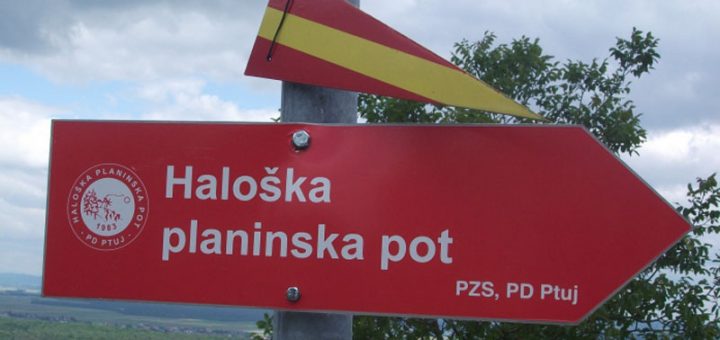 HALOŠKA PLANINSKA POT
1983
PD PTUJ
Haloška
planinska pot
PZS, PD Ptuj